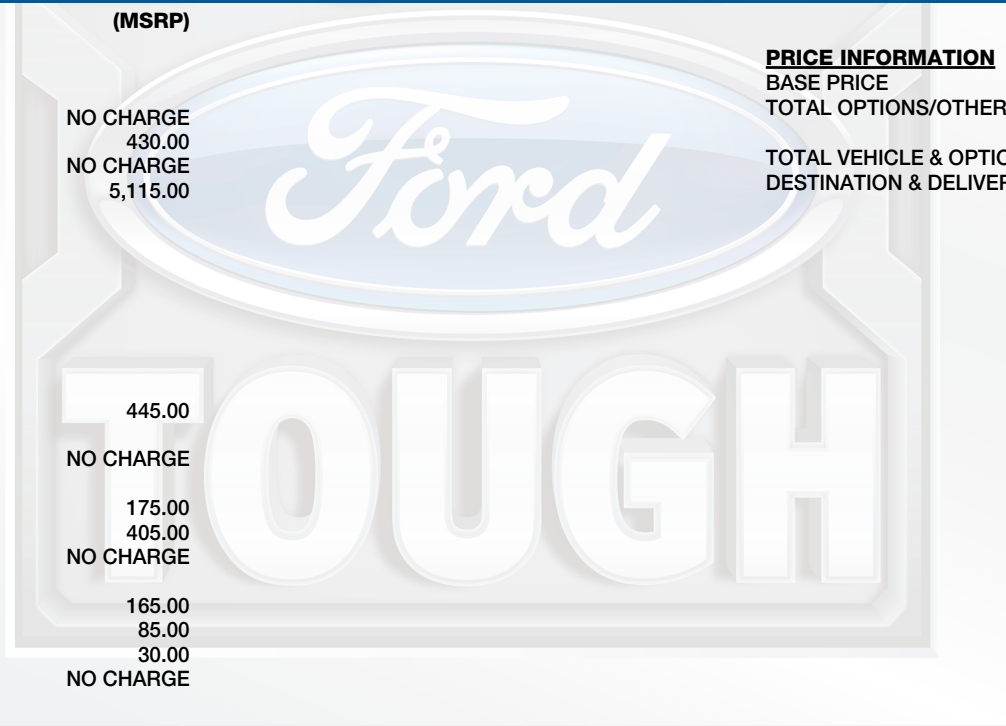 (MSRP)
NO CHARGE
430.00
NO CHARGE
5,115.00
445.00
NO CHARGE
175.00
405.00
NO CHARGE
165.00
85.00
30.00
NO CHARGE
PRICE INFORMATION
BASE PRICE
TOTAL OPTIONS/OTHER
TOTAL VEHICLE & OPTIO
DESTINATION & DELIVER
Ford
TOUGH